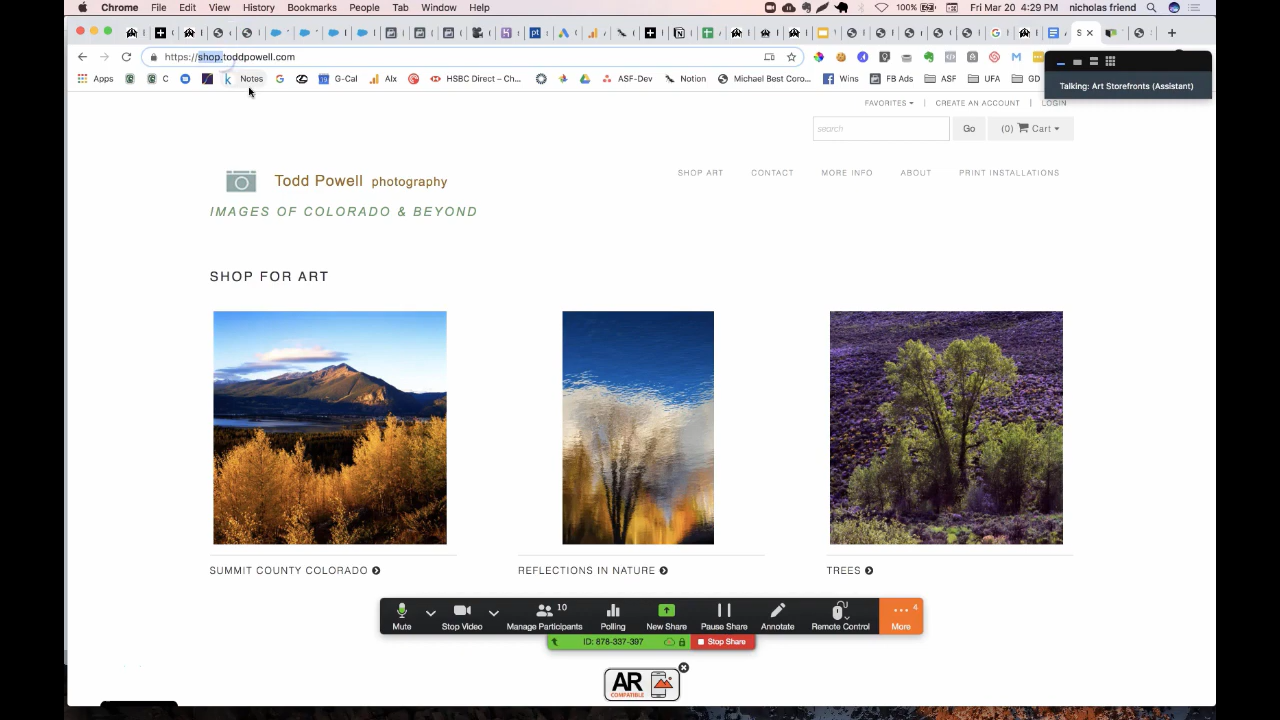 Chrome File Edit View History Bookmarks People Tab Window Help 100% Fri Mar 20 4:29 PM nicholas friend
https://shop.toddpowell.com
Apps C Notes G-Cal Alx HSBC Direct – Ch... ASF-Dev Notion Michael Best Coro... Wins FB Ads ASF UFA GD
Talking: Art Storefronts (Assistant)
FAVORITES | CREATE AN ACCOUNT | LOGIN
search Go (0) Cart
SHOP ART CONTACT MORE INFO ABOUT PRINT INSTALLATIONS
Todd Powell photography
IMAGES OF COLORADO & BEYOND
SHOP FOR ART
SUMMIT COUNTY COLORADO REFLECTIONS IN NATURE TREES
10 4
Mute Stop Video Manage Participants Polling New Share Pause Share Annotate Remote Control More
ID: 878-337-397 Stop Share
AR
COMPATIBLE